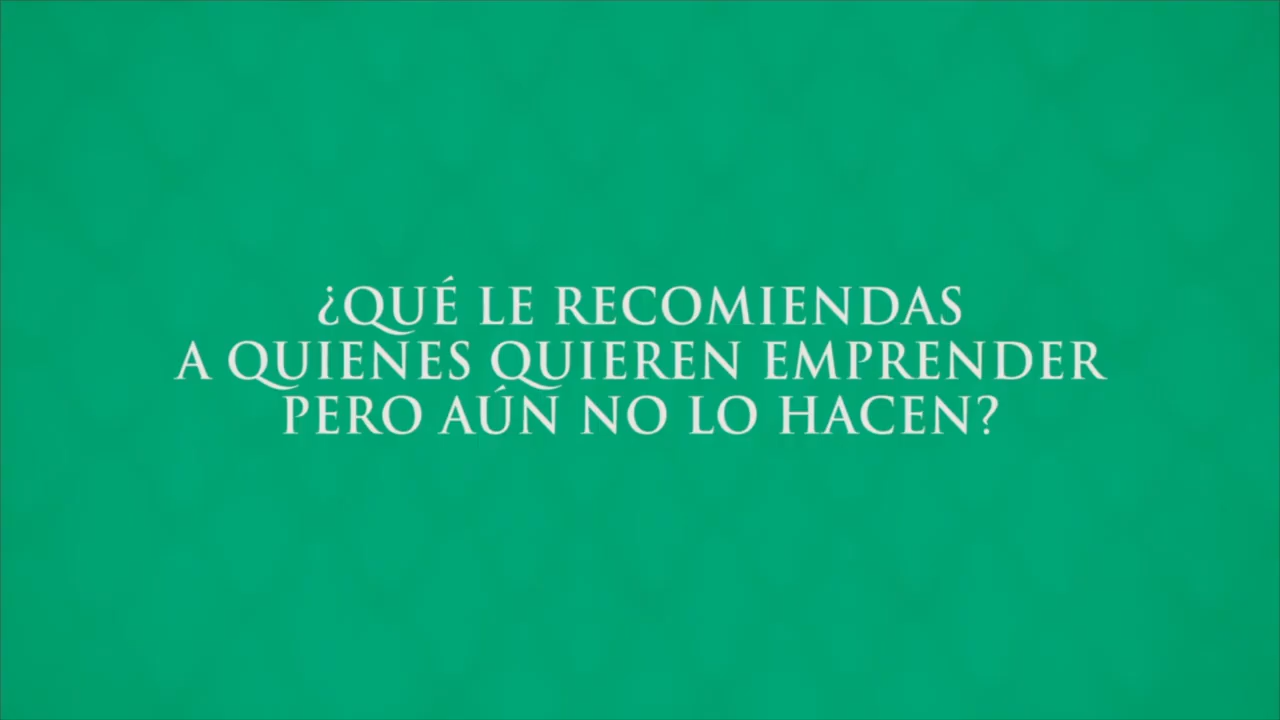 ¿QUÉ LE RECOMIENDAS
A QUIENES QUIEREN EMPRENDER
PERO AÚN NO LO HACEN?